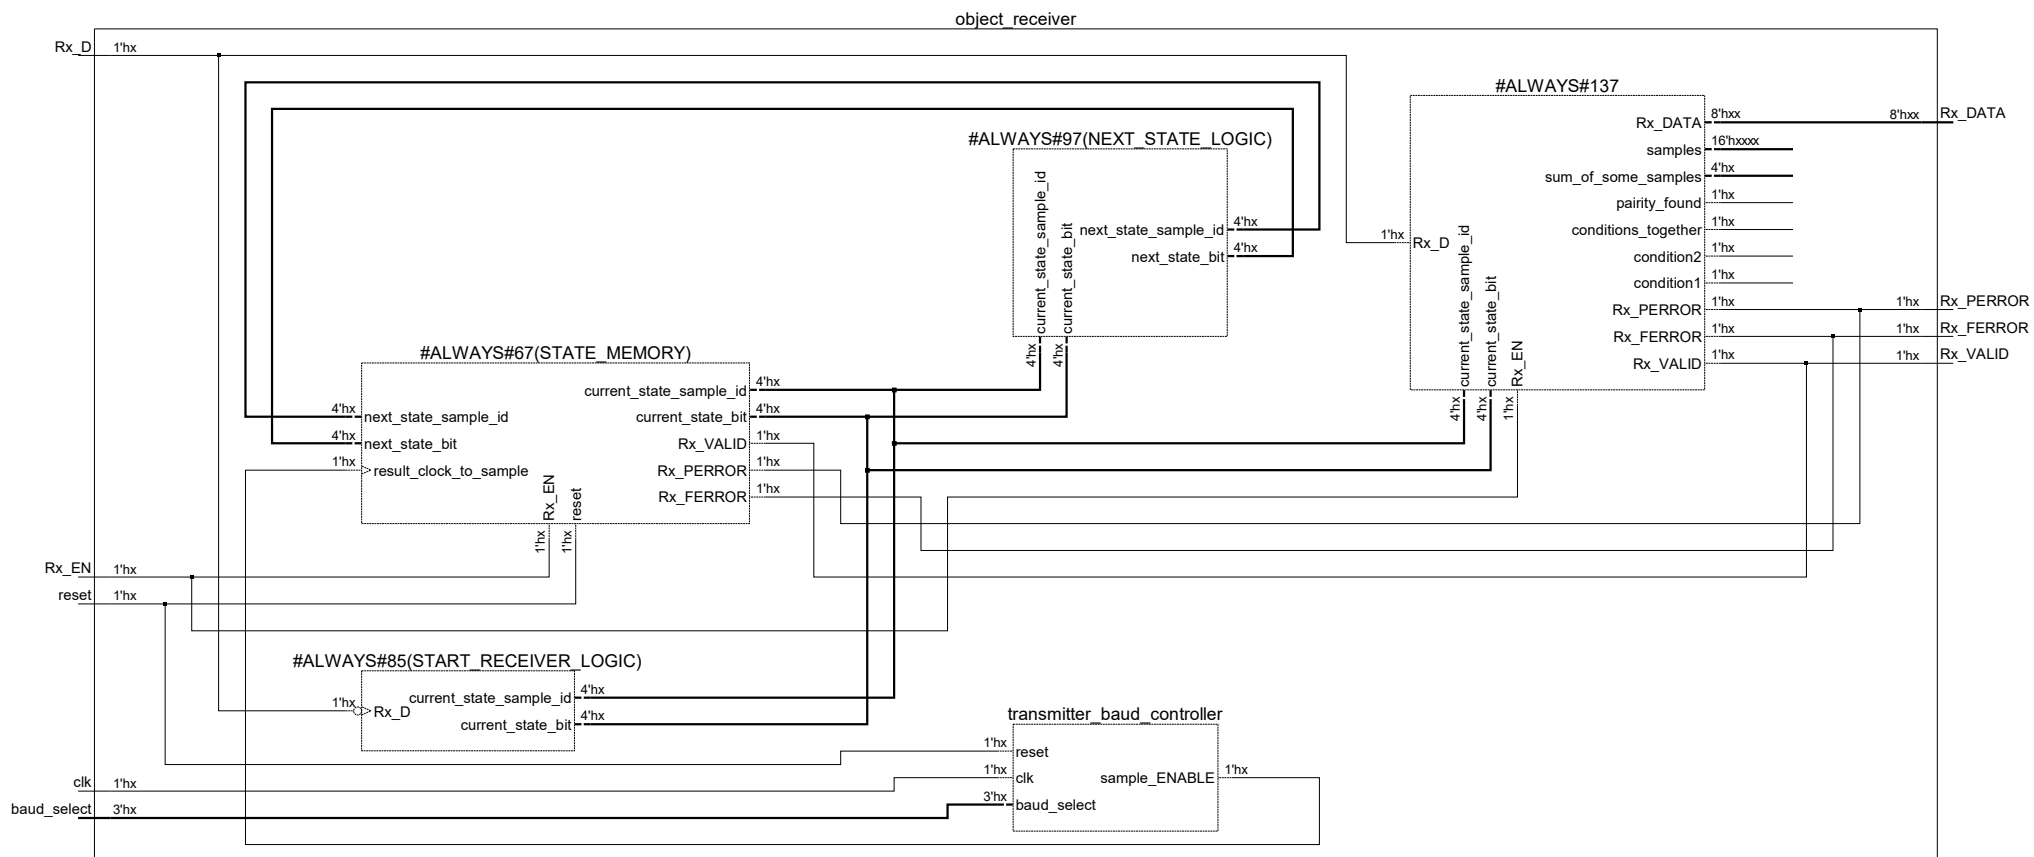 object_receiver
Rx_D 1'hx
#ALWAYS#137
Rx_DATA 8'hxx 8'hxx Rx_DATA
samples 16'hxxxx
sum_of_some_samples 4'hx
pairity_found 1'hx
conditions_together 1'hx
condition2 1'hx
condition1 1'hx
Rx_PERROR 1'hx 1'hx Rx_PERROR
Rx_FERROR 1'hx 1'hx Rx_FERROR
Rx_VALID 1'hx 1'hx Rx_VALID
1'hx Rx_D
current_state_sample_id 4'hx
current_state_bit 4'hx
Rx_EN 1'hx
#ALWAYS#97(NEXT_STATE_LOGIC)
current_state_sample_id 4'hx
current_state_bit 4'hx
next_state_sample_id 4'hx
next_state_bit 4'hx
#ALWAYS#67(STATE_MEMORY)
current_state_sample_id 4'hx
4'hx next_state_sample_id
current_state_bit 4'hx
4'hx next_state_bit
Rx_VALID 1'hx
1'hx result_clock_to_sample
Rx_PERROR 1'hx
Rx_FERROR 1'hx
Rx_EN 1'hx
reset 1'hx
Rx_EN 1'hx
reset 1'hx
#ALWAYS#85(START_RECEIVER_LOGIC)
current_state_sample_id 4'hx
1'hx Rx_D
current_state_bit 4'hx
transmitter_baud_controller
1'hx reset
1'hx clk
sample_ENABLE 1'hx
3'hx baud_select
clk 1'hx
baud_select 3'hx